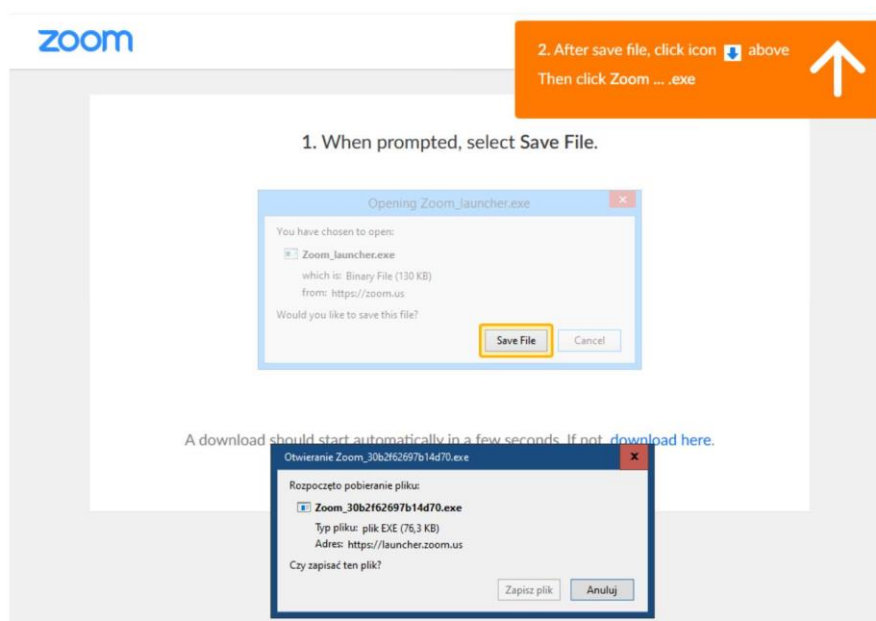 zoom
2. After save file, click icon above
Then click Zoom ... .exe
1. When prompted, select Save File.
Opening Zoom_launcher.exe
You have chosen to open:
Zoom_launcher.exe
which is: Binary File (130 KB)
from: https://zoom.us
Would you like to save this file?
Save File Cancel
A download should start automatically in a few seconds. If not, download here.
Otwieranie Zoom_30b2f62697b14d70.exe
Rozpoczęto pobieranie pliku:
Zoom_30b2f62697b14d70.exe
Typ pliku: plik EXE (76,3 KB)
Adres: https://launcher.zoom.us
Czy zapisać ten plik?
Zapisz plik Anuluj